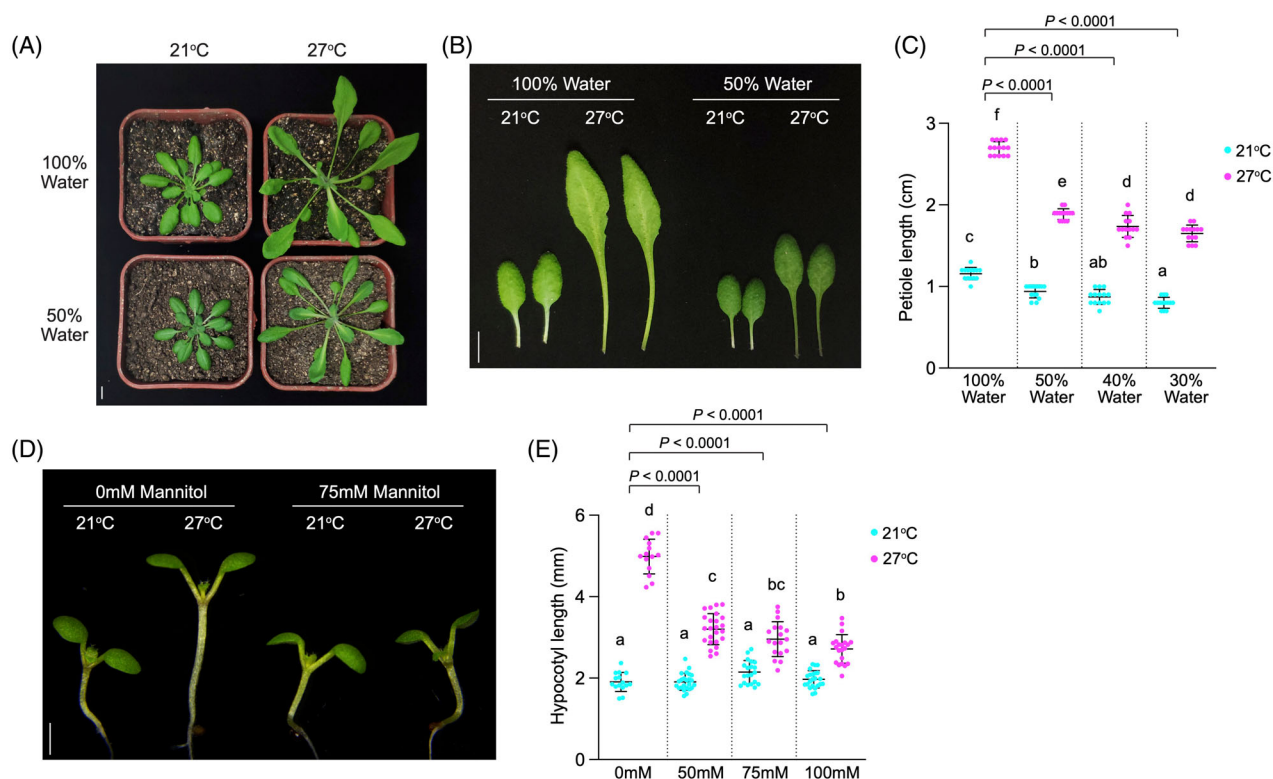 (A)
21°C 27°C
100%
Water
50%
Water
(B)
100% Water 50% Water
21°C 27°C 21°C 27°C
(C)
P < 0.0001
P < 0.0001
P < 0.0001
Petiole length (cm)
3
2
1
0
c f b e ab d a d
21°C
27°C
100%
Water
50%
Water
40%
Water
30%
Water
(D)
0mM Mannitol 75mM Mannitol
21°C 27°C 21°C 27°C
(E)
P < 0.0001
P < 0.0001
P < 0.0001
Hypocotyl length (mm)
6
4
2
0
a d a c a bc a b
21°C
27°C
0mM 50mM 75mM 100mM